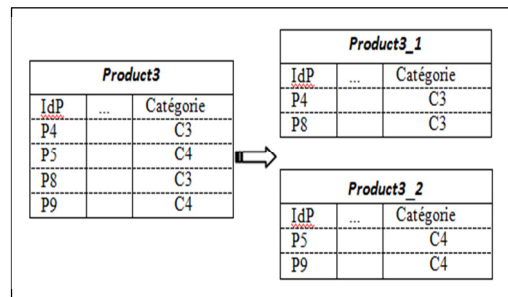 Product3
IdP ... Catégorie
P4 C3
P5 C4
P8 C3
P9 C4
Product3_1
IdP ... Catégorie
P4 C3
P8 C3
Product3_2
IdP ... Catégorie
P5 C4
P9 C4